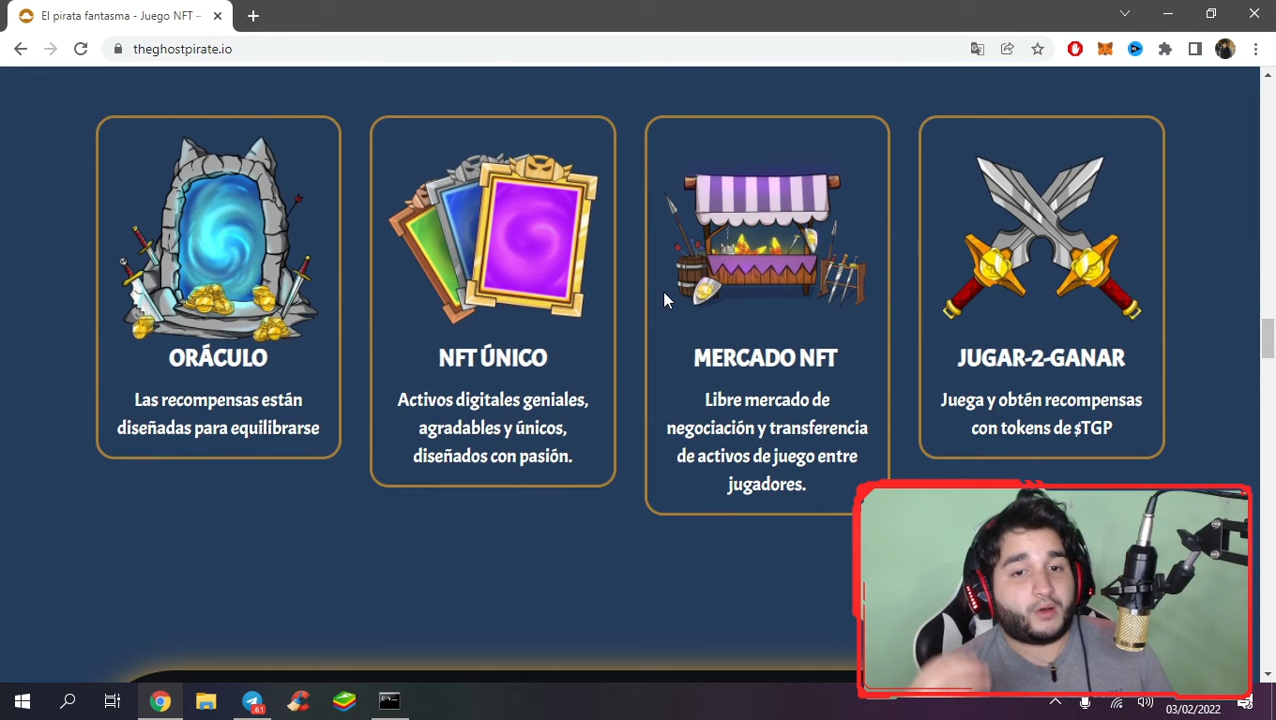 El pirata fantasma - Juego NFT –
theghostpirate.io
ORÁCULO
Las recompensas están
diseñadas para equilibrarse
NFT ÚNICO
Activos digitales geniales,
agradables y únicos,
diseñados con pasión.
MERCADO NFT
Libre mercado de
negociación y transferencia
de activos de juego entre
jugadores.
JUGAR-2-GANAR
Juega y obtén recompensas
con tokens de $TGP
61
03/02/2022